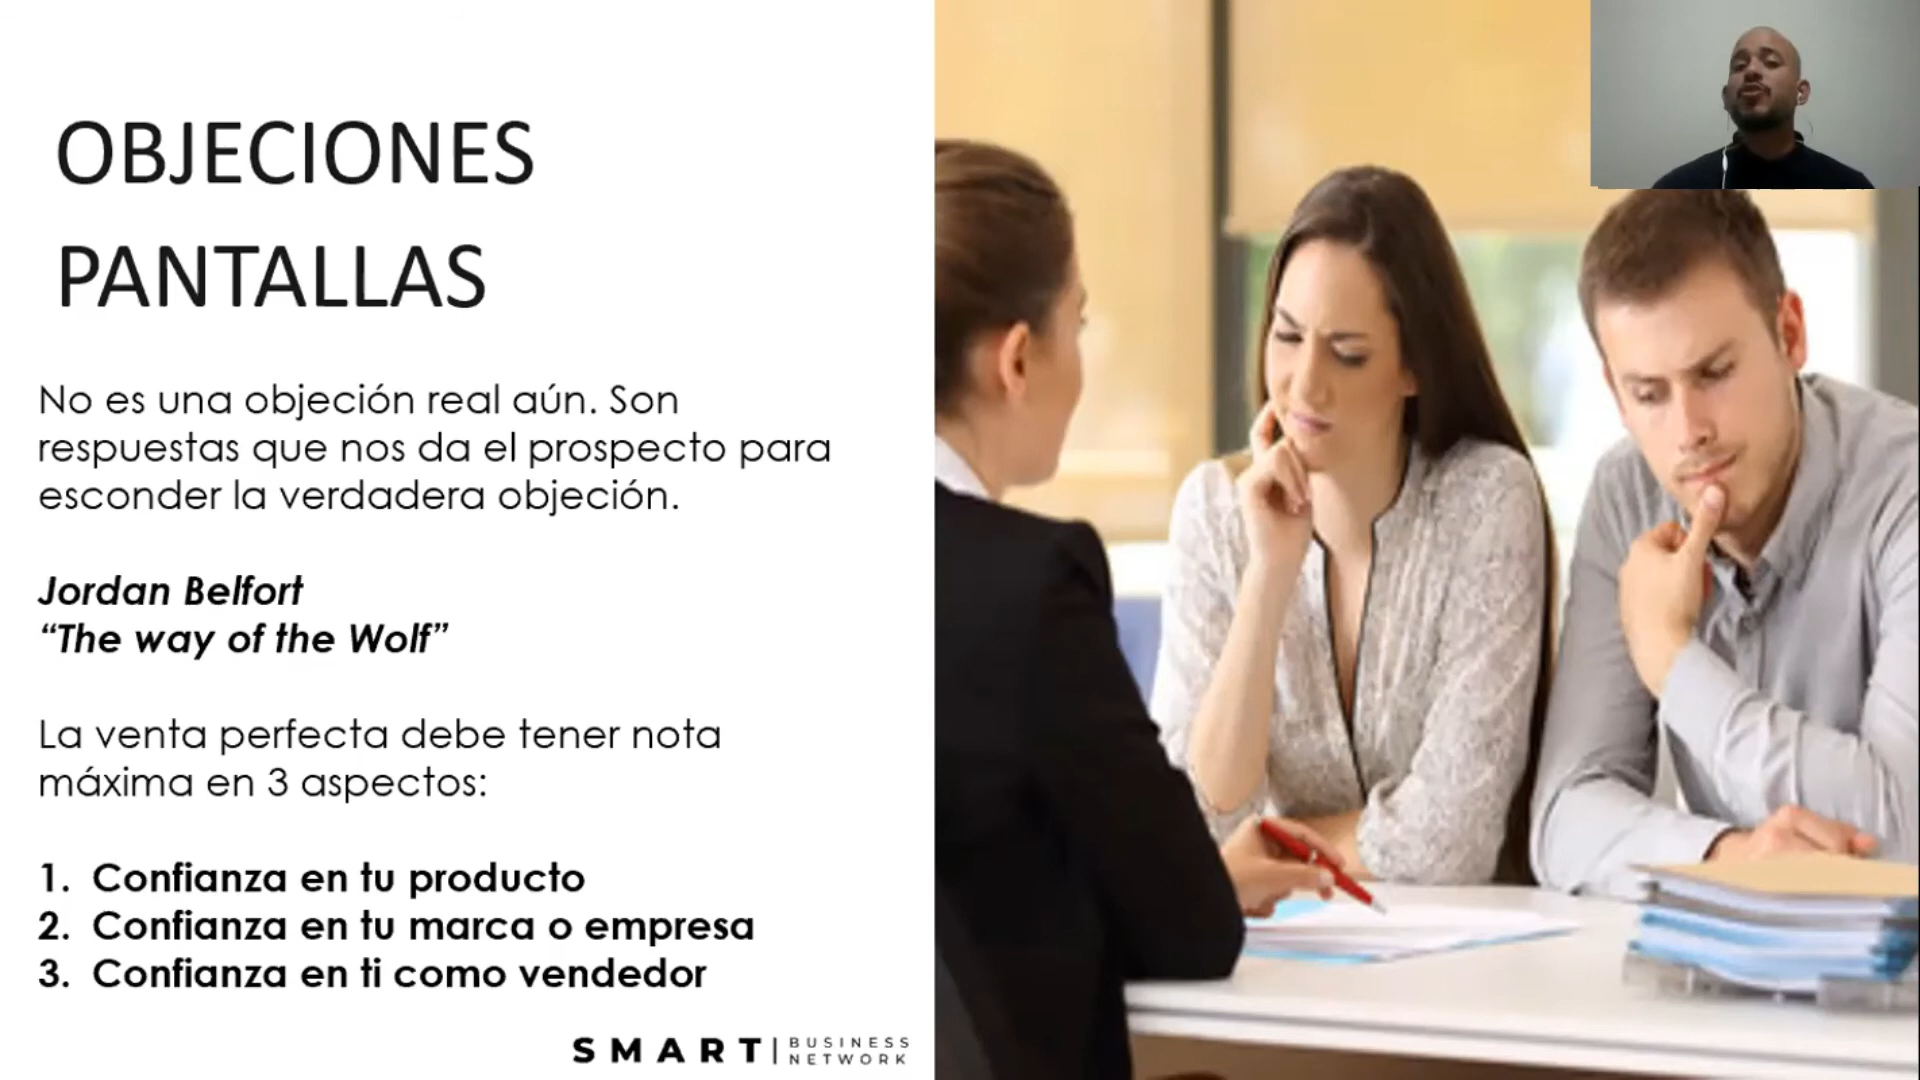 OBJECIONES
PANTALLAS
No es una objeción real aún. Son
respuestas que nos da el prospecto para
esconder la verdadera objeción.
Jordan Belfort
“The way of the Wolf”
La venta perfecta debe tener nota
máxima en 3 aspectos:
1. Confianza en tu producto
2. Confianza en tu marca o empresa
3. Confianza en ti como vendedor
SMART | BUSINESS
NETWORK